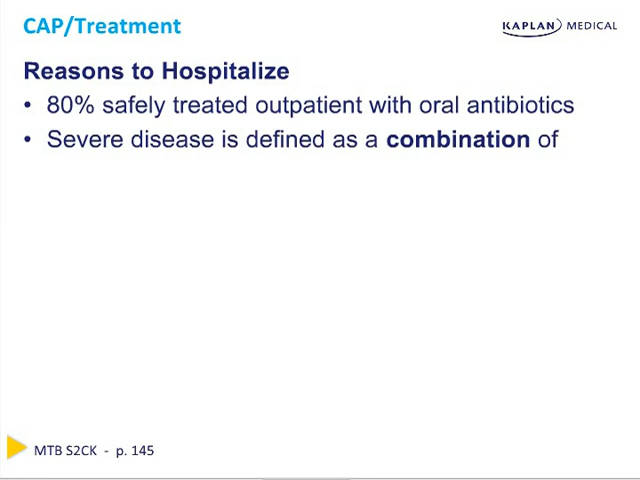 CAP/Treatment
KAPLAN MEDICAL
Reasons to Hospitalize
• 80% safely treated outpatient with oral antibiotics
• Severe disease is defined as a combination of
MTB S2CK - p. 145